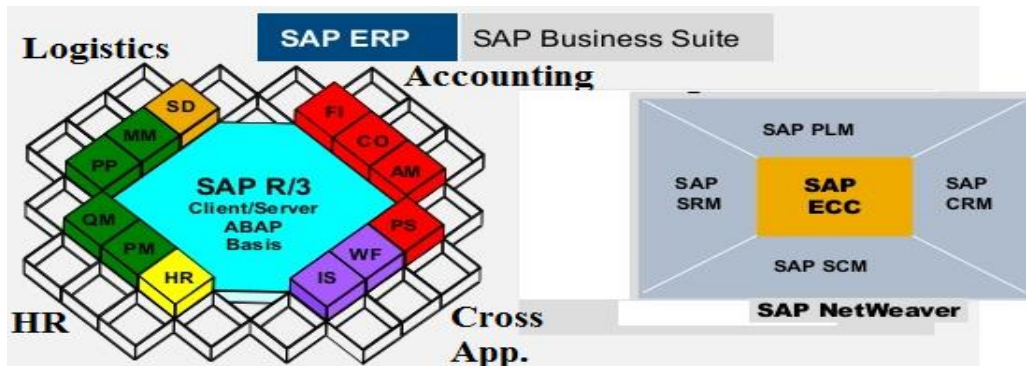 SAP ERP
SAP Business Suite
Logistics
Accounting
SD
MM
PP
QM
PM
HR
FI
CO
AM
PS
WF
IS
SAP R/3
Client/Server
ABAP
Basis
HR
Cross
App.
SAP PLM
SAP
SRM
SAP
ECC
SAP
CRM
SAP SCM
SAP NetWeaver